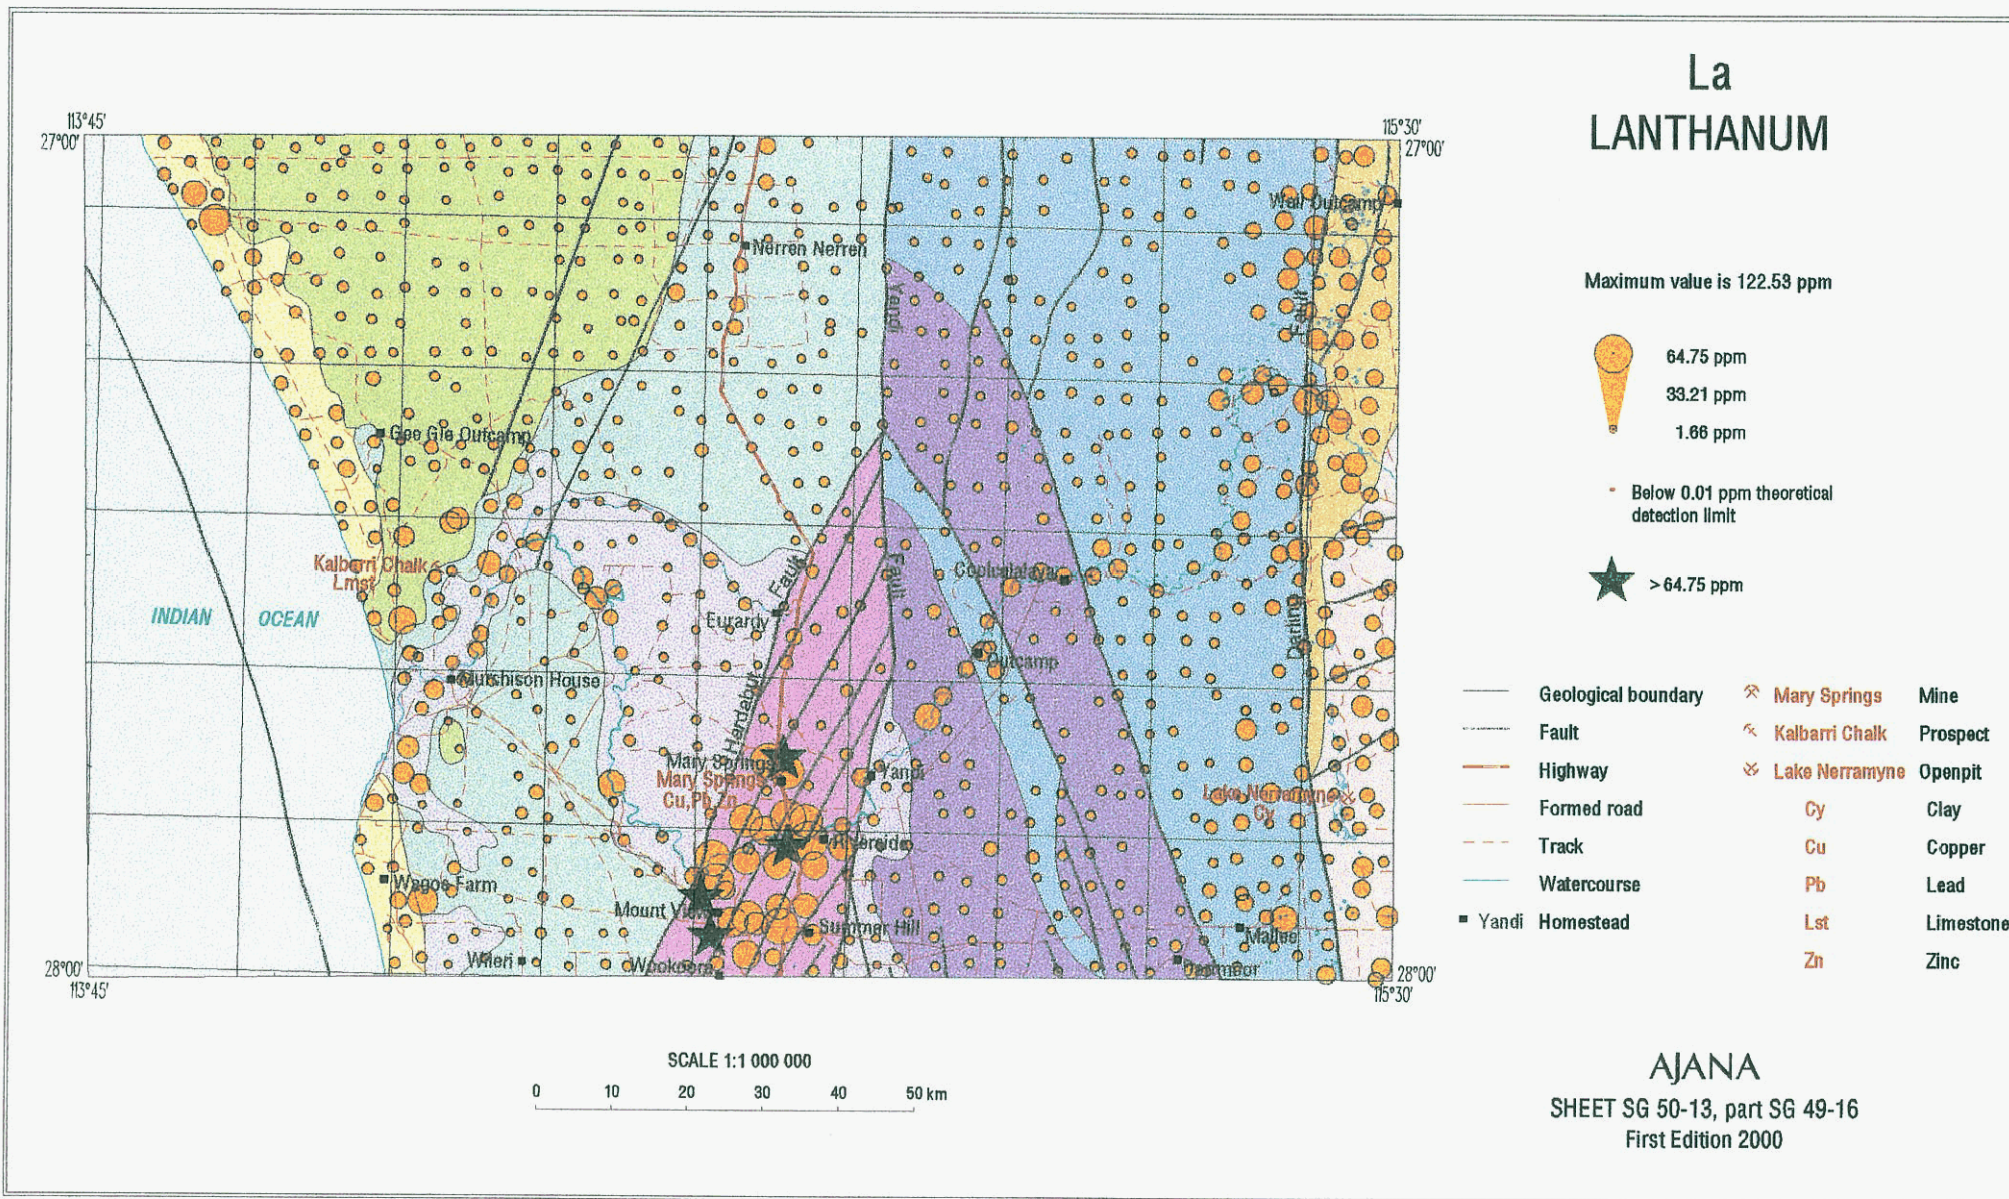 La
LANTHANUM
113°45'
115°30'
27°00'
27°00'
Wall Outcamp
Nerren Nerren
Yandi
Fault
Gee Gie Outcamp
Kalbarri Chalk
Lmst
Fault
Fault
Coolcalalaya
INDIAN OCEAN
Eurardy
Darling
Outcamp
Murchison House
Hardabut
Mary Springs
Mary Springs
Cu,Pb,Zn
Yandi
Lake Nerramyne
Cy
Riverside
Wagoe Farm
Mount View
Summer Hill
Mallee
Wileri
Wookoora
28°00'
28°00'
113°45'
115°30'
Maximum value is 122.53 ppm
64.75 ppm
33.21 ppm
1.66 ppm
Below 0.01 ppm theoretical
detection limit
>64.75 ppm
Geological boundary
Fault
Highway
Formed road
Track
Watercourse
Yandi Homestead
Mary Springs Mine
Kalbarri Chalk Prospect
Lake Nerramyne Openpit
Cy Clay
Cu Copper
Pb Lead
Lst Limestone
Zn Zinc
SCALE 1:1 000 000
0 10 20 30 40 50 km
AJANA
SHEET SG 50-13, part SG 49-16
First Edition 2000